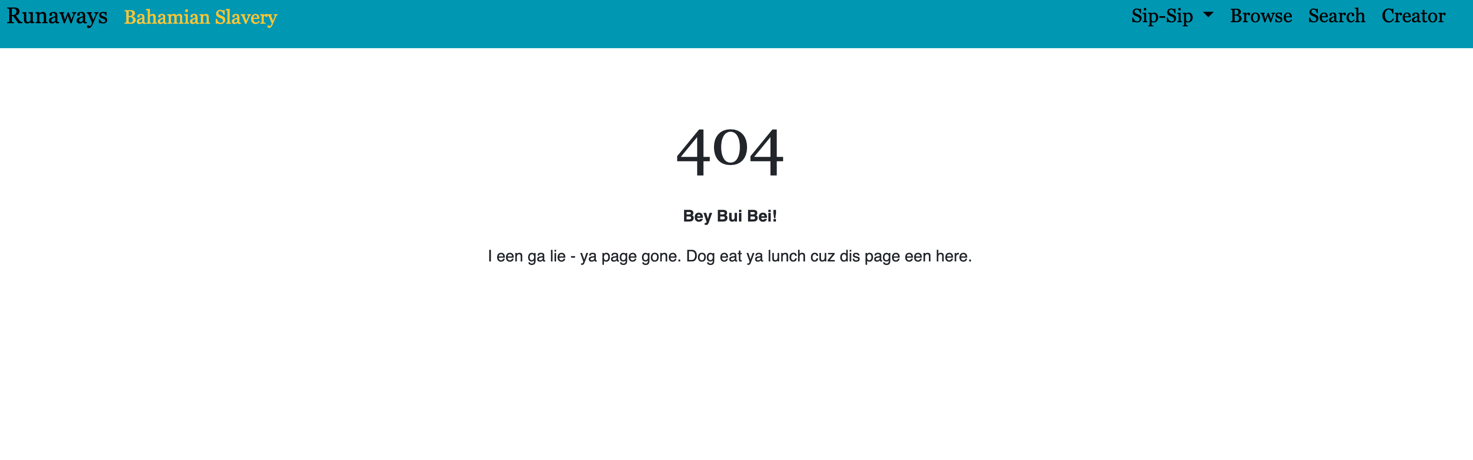 Runaways Bahamian Slavery Sip-Sip Browse Search Creator
404
Bey Bui Bei!
I een ga lie - ya page gone. Dog eat ya lunch cuz dis page een here.